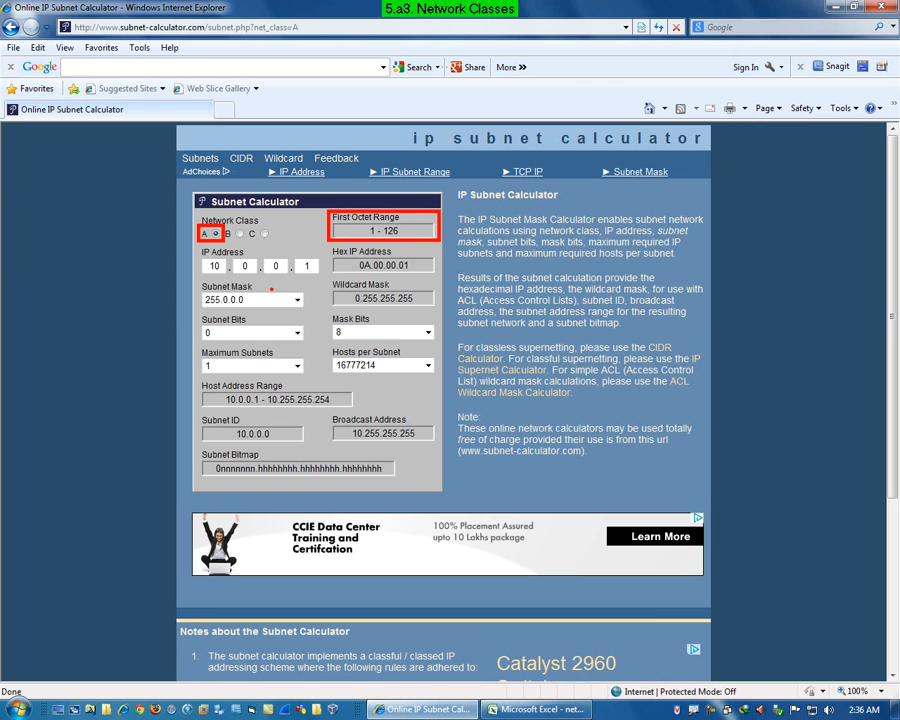 Online IP Subnet Calculator - Windows Internet Explorer
5.a3. Network Classes
http://www.subnet-calculator.com/subnet.php?net_class=A
Google
File Edit View Favorites Tools Help
Google Search Share More » Sign In Snagit
Favorites Suggested Sites Web Slice Gallery
Online IP Subnet Calculator Page Safety Tools
ip subnet calculator
Subnets CIDR Wildcard Feedback
AdChoices IP Address IP Subnet Range TCP IP Subnet Mask
Subnet Calculator
Network Class
A B C
First Octet Range
1 - 126
IP Address
10 . 0 . 0 . 1
Hex IP Address
0A.00.00.01
Subnet Mask
255.0.0.0
Wildcard Mask
0.255.255.255
Subnet Bits
0
Mask Bits
8
Maximum Subnets
1
Hosts per Subnet
16777214
Host Address Range
10.0.0.1 - 10.255.255.254
Subnet ID
10.0.0.0
Broadcast Address
10.255.255.255
Subnet Bitmap
0nnnnnnn.hhhhhhhh.hhhhhhhh.hhhhhhhh
IP Subnet Calculator
The IP Subnet Mask Calculator enables subnet network
calculations using network class, IP address, subnet
mask, subnet bits, mask bits, maximum required IP
subnets and maximum required hosts per subnet.
Results of the subnet calculation provide the
hexadecimal IP address, the wildcard mask, for use with
ACL (Access Control Lists), subnet ID, broadcast
address, the subnet address range for the resulting
subnet network and a subnet bitmap.
For classless supernetting, please use the CIDR
Calculator. For classful supernetting, please use the IP
Supernet Calculator. For simple ACL (Access Control
List) wildcard mask calculations, please use the ACL
Wildcard Mask Calculator.
Note:
These online network calculators may be used totally
free of charge provided their use is from this url
(www.subnet-calculator.com).
CCIE Data Center
Training and
Certifcation
100% Placement Assured
upto 10 Lakhs package
Learn More
Notes about the Subnet Calculator
1. The subnet calculator implements a classful / classed IP
addressing scheme where the following rules are adhered to:
Catalyst 2960
Done Internet | Protected Mode: Off 100%
Online IP Subnet Cal... Microsoft Excel - net... 2:36 AM